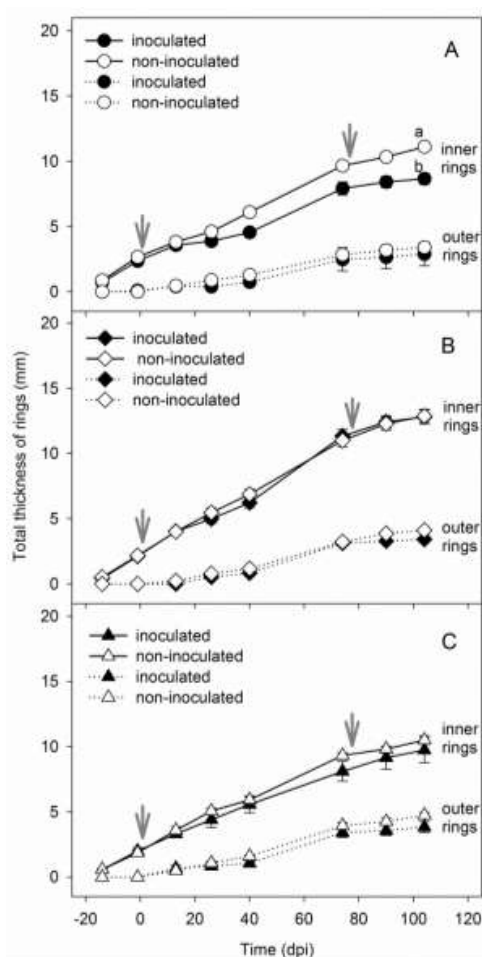 20
inoculated
non-inoculated
inoculated
non-inoculated
A
15
a
10
b
inner
rings
5
outer
rings
0
20
inoculated
non-inoculated
inoculated
non-inoculated
B
15
inner
rings
10
5
outer
rings
0
Total thickness of rings (mm)
20
inoculated
non-inoculated
inoculated
non-inoculated
C
15
inner
rings
10
5
outer
rings
0
-20 0 20 40 60 80 100 120
Time (dpi)